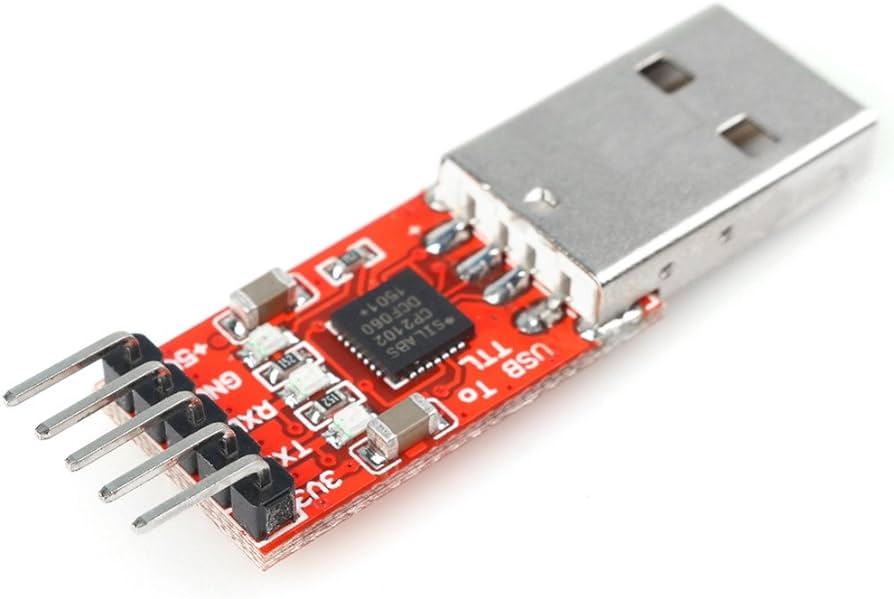 *SILABS
CP2102
DCF060
1501+
USB To
TTL
+5V
GND
RXD
TXD
3V3